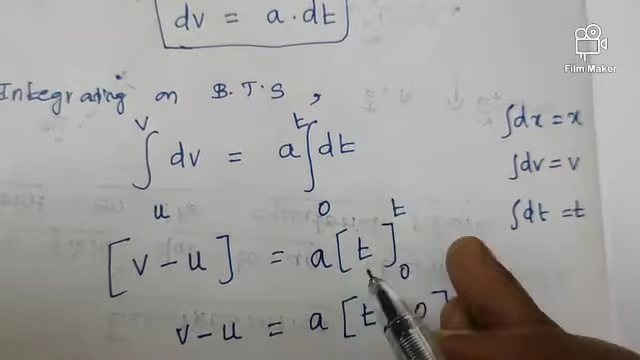 dv = a.dt
Integrating on B.T.S,
∫ᵤᵛ dv = a ∫₀ᵗ dt
∫dx = x
∫dv = v
∫dt = t
[v-u] = a[t]₀ᵗ
v-u = a[t 0]
Film Maker